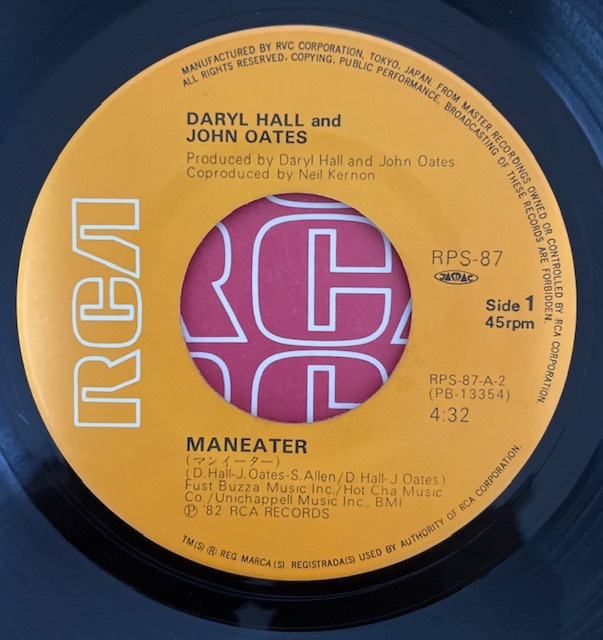 MANUFACTURED BY RVC CORPORATION, TOKYO, JAPAN, FROM MASTER RECORDINGS OWNED OR CONTROLLED BY RCA CORPORATION.
ALL RIGHTS RESERVED. COPYING, PUBLIC PERFORMANCE, BROADCASTING OF THESE RECORDS ARE FORBIDDEN.
DARYL HALL and
JOHN OATES
Produced by Daryl Hall and John Oates
Coproduced by Neil Kernon
RCA
RCA
RPS-87
JASRAC
Side 1
45rpm
RPS-87-A-2
(PB-13354)
4:32
MANEATER
(マンイーター)
(D.Hall-J.Oates-S.Allen/D.Hall-J.Oates)
Fust Buzza Music Inc./Hot Cha Music
Co./Unichappell Music Inc., BMI
Ⓟ '82 RCA RECORDS
TM(S) ® REG MARCA(S) REGISTRADA(S) USED BY AUTHORITY OF RCA CORPORATION.